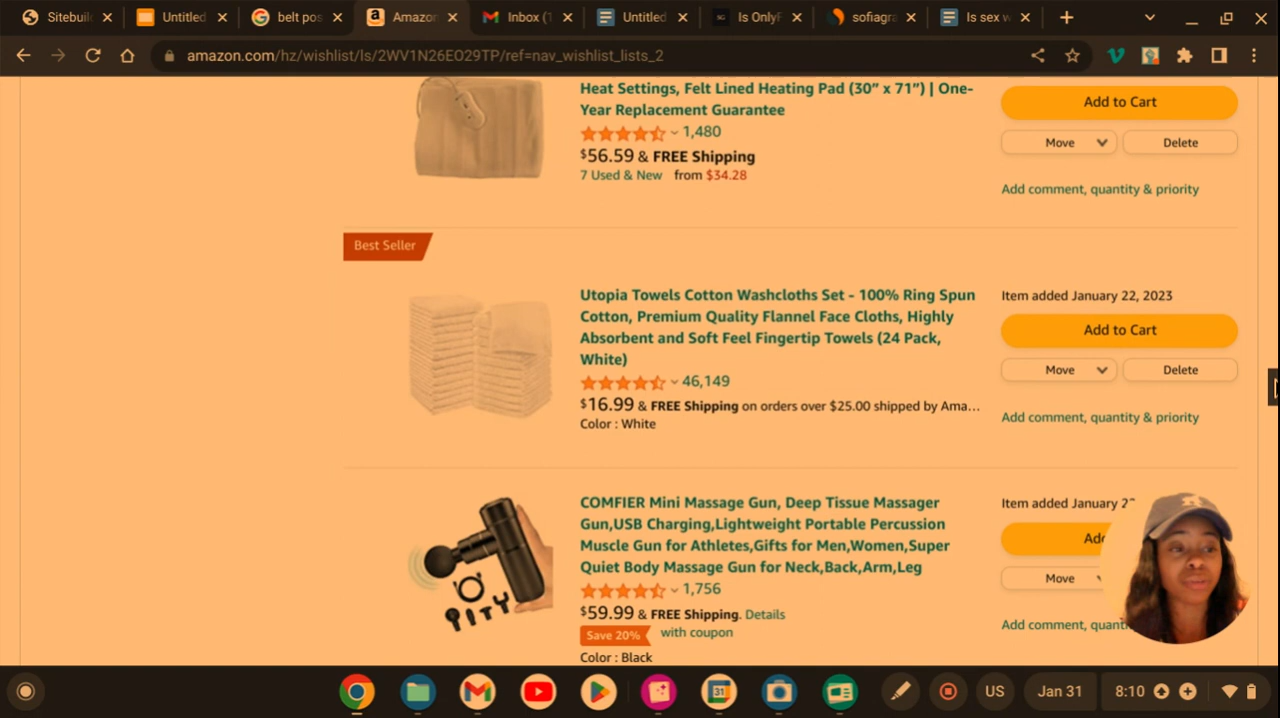 Sitebuil
Untitled
belt pos
Amazon
Inbox (1
Untitled
Is OnlyF
sofiagra
Is sex w
amazon.com/hz/wishlist/ls/2WV1N26EO29TP/ref=nav_wishlist_lists_2
Heat Settings, Felt Lined Heating Pad (30” x 71”) | One-
Year Replacement Guarantee
1,480
$56.59 & FREE Shipping
7 Used & New from $34.28
Add to Cart
Move
Delete
Add comment, quantity & priority
Best Seller
Utopia Towels Cotton Washcloths Set - 100% Ring Spun
Cotton, Premium Quality Flannel Face Cloths, Highly
Absorbent and Soft Feel Fingertip Towels (24 Pack,
White)
46,149
$16.99 & FREE Shipping on orders over $25.00 shipped by Ama...
Color : White
Item added January 22, 2023
Add to Cart
Move
Delete
Add comment, quantity & priority
COMFIER Mini Massage Gun, Deep Tissue Massager
Gun,USB Charging,Lightweight Portable Percussion
Muscle Gun for Athletes,Gifts for Men,Women,Super
Quiet Body Massage Gun for Neck,Back,Arm,Leg
1,756
$59.99 & FREE Shipping. Details
Save 20% with coupon
Color : Black
Item added January 2
Add
Move
Add comment, quant
31
US
Jan 31
8:10